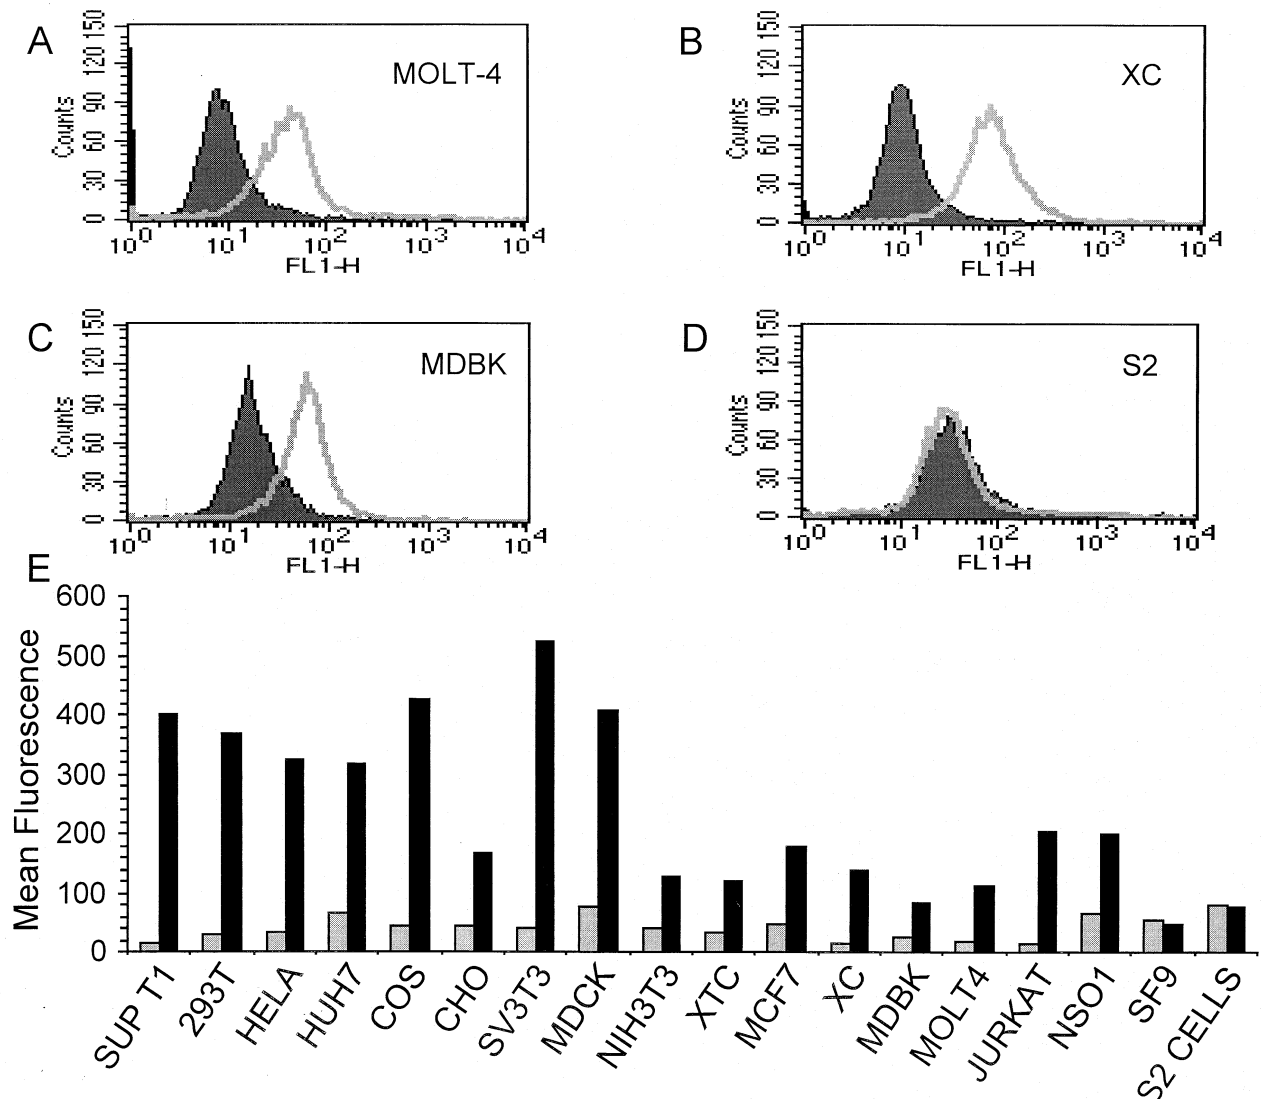 A
MOLT-4
Counts
150
120
90
60
30
0
10^0 10^1 10^2 10^3 10^4
FL1-H
B
XC
Counts
150
120
90
60
30
0
10^0 10^1 10^2 10^3 10^4
FL1-H
C
MDBK
Counts
150
120
90
60
30
0
10^0 10^1 10^2 10^3 10^4
FL1-H
D
S2
Counts
150
120
90
60
30
0
10^0 10^1 10^2 10^3 10^4
FL1-H
E
Mean Fluorescence
600
500
400
300
200
100
0
SUP T1
293T
HELA
HUH7
COS
CHO
SV3T3
MDCK
NIH3T3
XTC
MCF7
XC
MDBK
MOLT4
JURKAT
NSO1
SF9
S2 CELLS